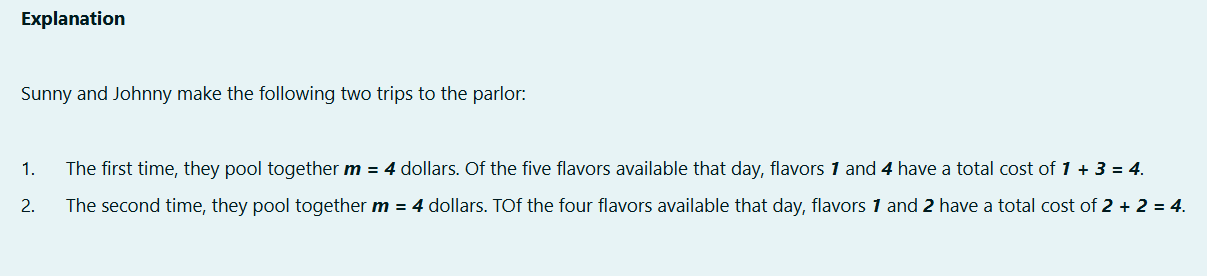 Explanation
Sunny and Johnny make the following two trips to the parlor:
1. The first time, they pool together m = 4 dollars. Of the five flavors available that day, flavors 1 and 4 have a total cost of 1 + 3 = 4.
2. The second time, they pool together m = 4 dollars. TOf the four flavors available that day, flavors 1 and 2 have a total cost of 2 + 2 = 4.